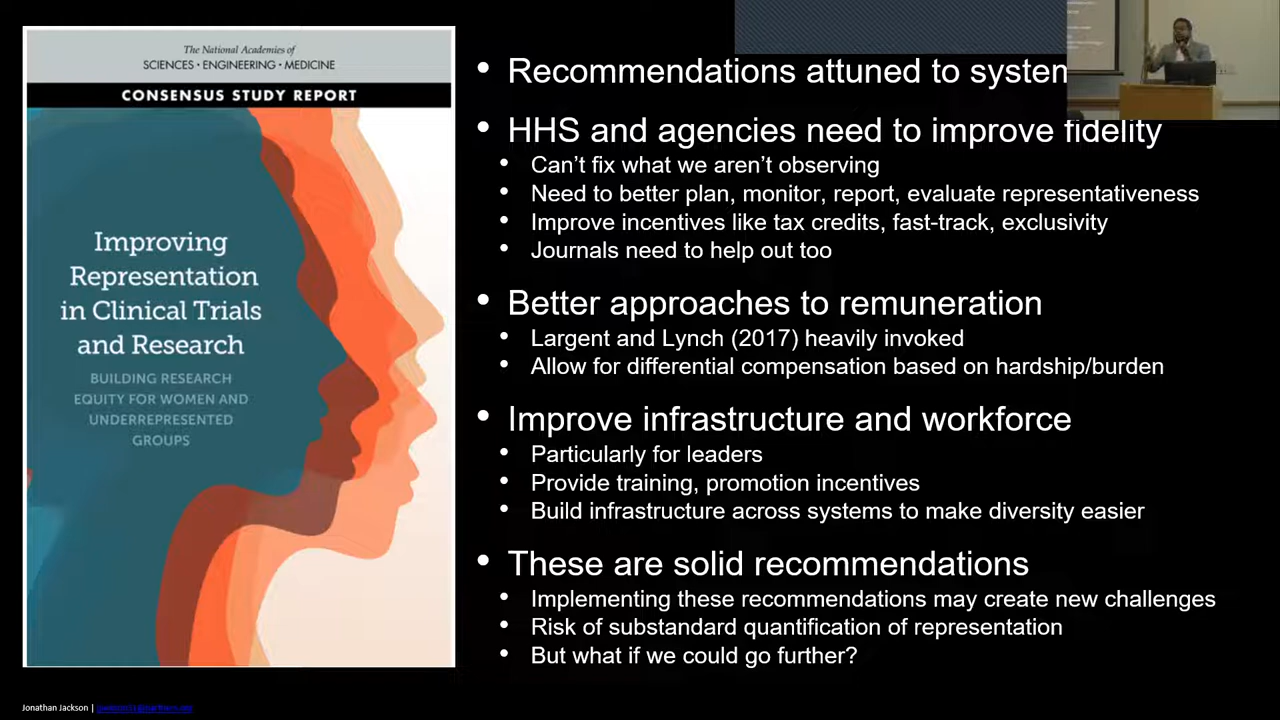 The National Academies of
SCIENCES • ENGINEERING • MEDICINE
CONSENSUS STUDY REPORT
Improving
Representation
in Clinical Trials
and Research
BUILDING RESEARCH
EQUITY FOR WOMEN AND
UNDERREPRESENTED
GROUPS
• Recommendations attuned to system
• HHS and agencies need to improve fidelity
• Can't fix what we aren't observing
• Need to better plan, monitor, report, evaluate representativeness
• Improve incentives like tax credits, fast-track, exclusivity
• Journals need to help out too
• Better approaches to remuneration
• Largent and Lynch (2017) heavily invoked
• Allow for differential compensation based on hardship/burden
• Improve infrastructure and workforce
• Particularly for leaders
• Provide training, promotion incentives
• Build infrastructure across systems to make diversity easier
• These are solid recommendations
• Implementing these recommendations may create new challenges
• Risk of substandard quantification of representation
• But what if we could go further?
Jonathan Jackson |